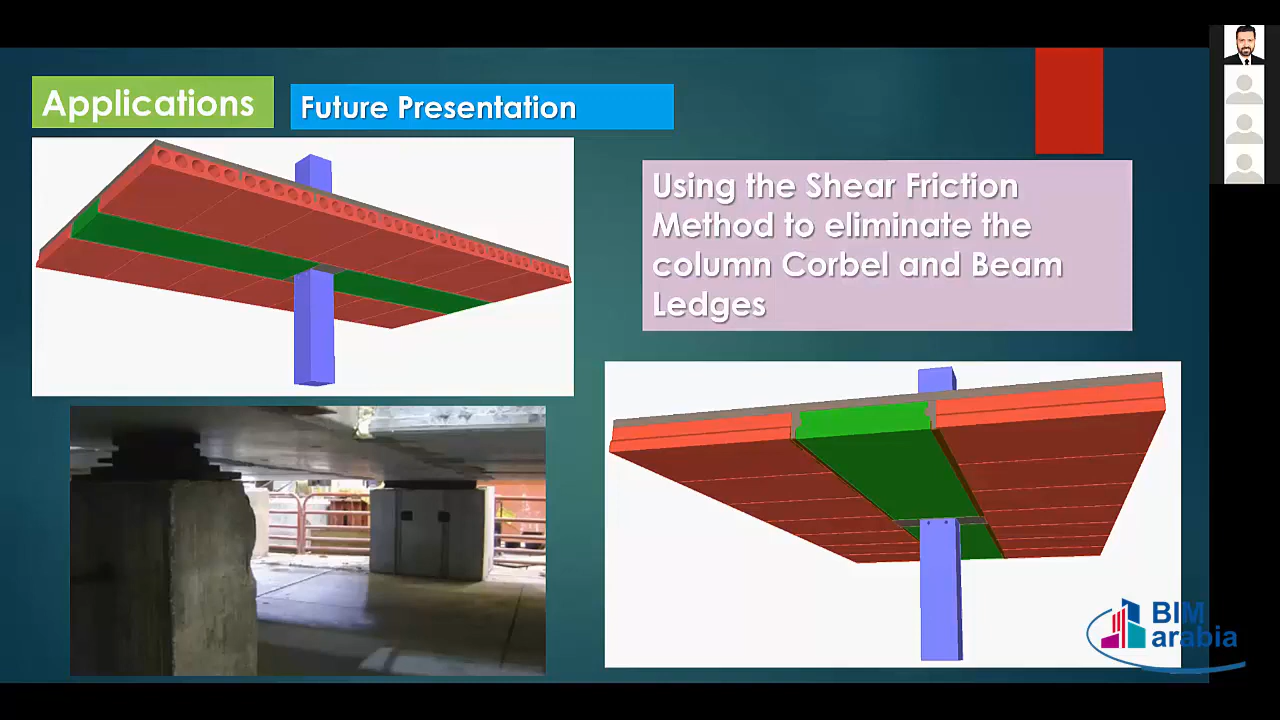 Applications
Future Presentation
Using the Shear Friction
Method to eliminate the
column Corbel and Beam
Ledges
BIM
arabia